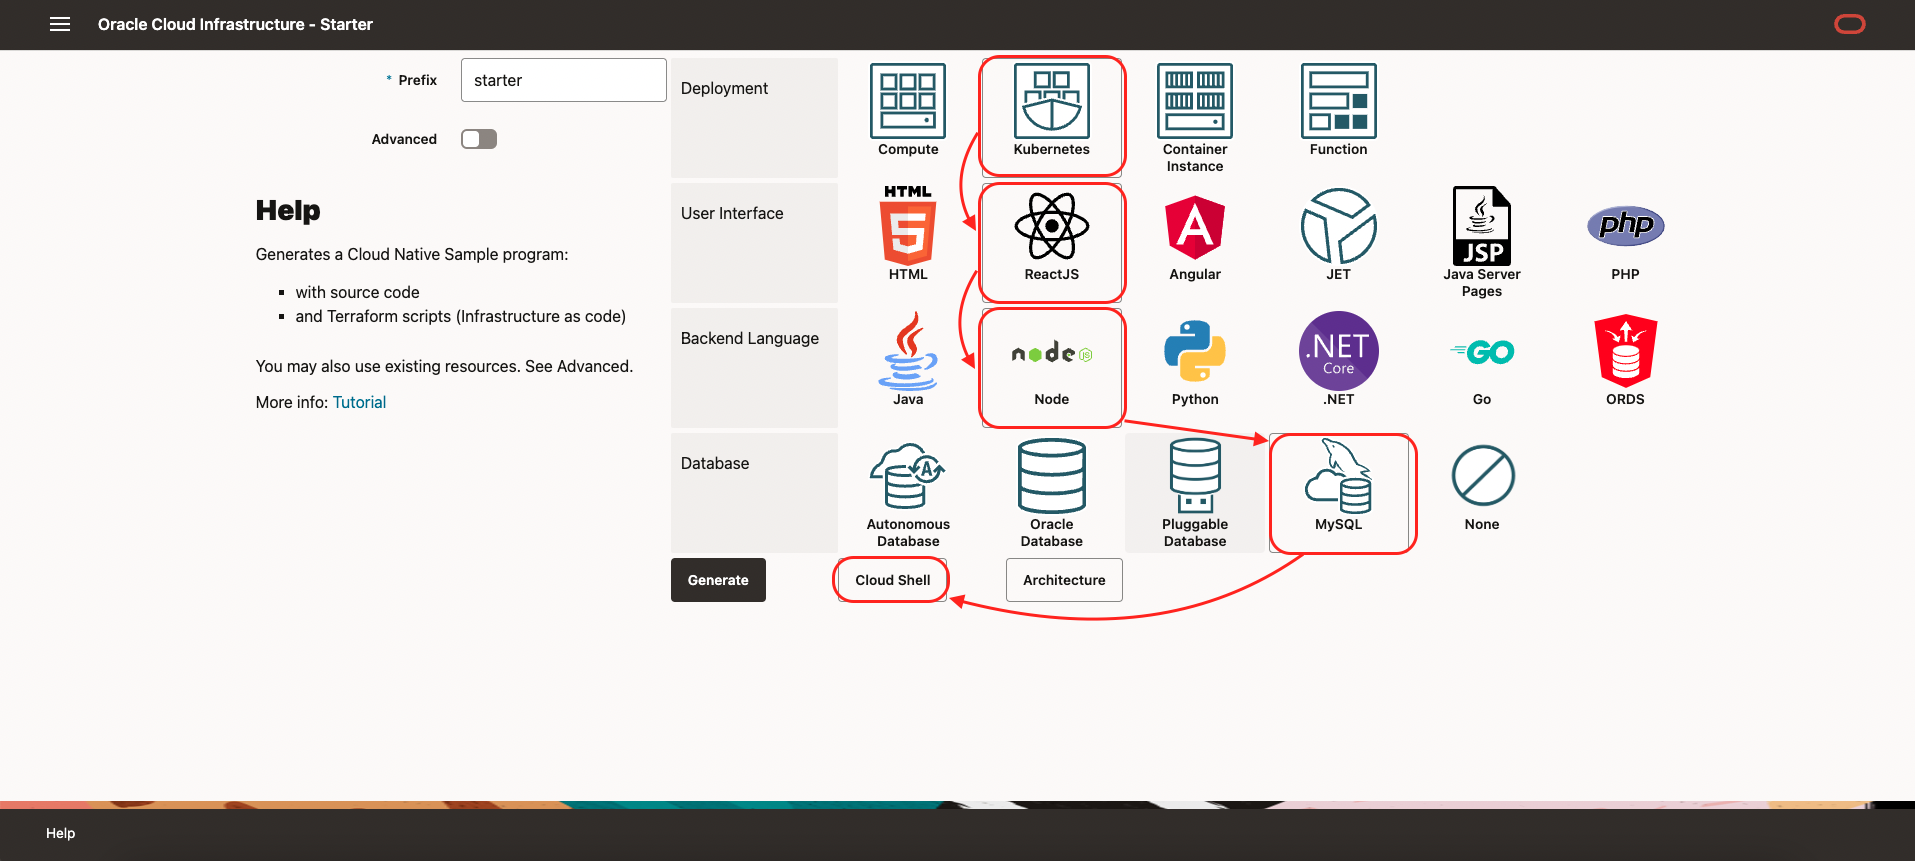 Oracle Cloud Infrastructure - Starter
* Prefix
starter
Advanced
Help
Generates a Cloud Native Sample program:
with source code
and Terraform scripts (Infrastructure as code)
You may also use existing resources. See Advanced.
More info: Tutorial
Deployment
Compute
Kubernetes
Container
Instance
Function
User Interface
HTML
5
HTML
ReactJS
A
Angular
JET
JSP
Java Server
Pages
php
PHP
Backend Language
Java
node
JS
Node
Python
.NET
Core
.NET
GO
Go
ORDS
Database
A
Autonomous
Database
Oracle
Database
Pluggable
Database
MySQL
None
Generate
Cloud Shell
Architecture
Help